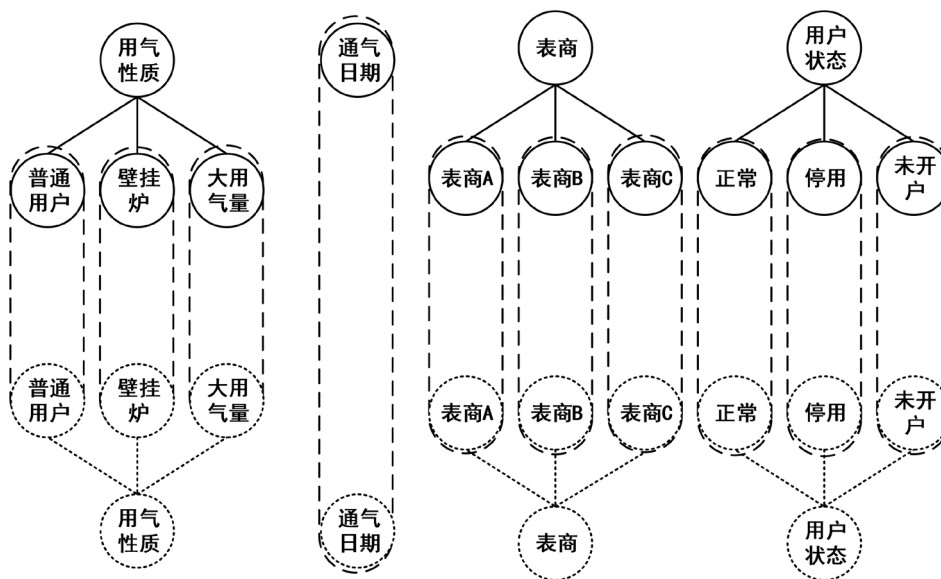 用气
性质
通气
日期
表商
用户
状态
普通
用户
壁挂
炉
大用
气量
表商A
表商B
表商C
正常
停用
未开
户
普通
用户
壁挂
炉
大用
气量
表商A
表商B
表商C
正常
停用
未开
户
用气
性质
通气
日期
表商
用户
状态